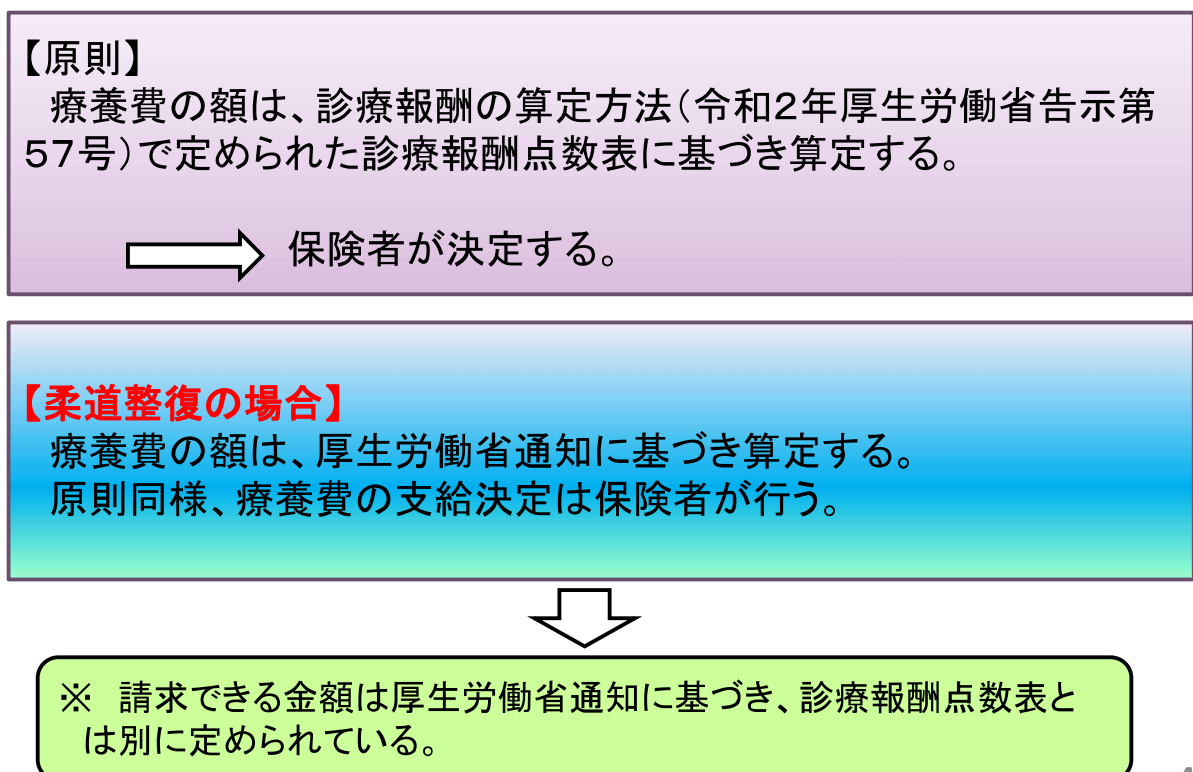 【原則】
療養費の額は、診療報酬の算定方法(令和2年厚生労働省告示第
57号)で定められた診療報酬点数表に基づき算定する。
保険者が決定する。
【柔道整復の場合】
療養費の額は、厚生労働省通知に基づき算定する。
原則同様、療養費の支給決定は保険者が行う。
※ 請求できる金額は厚生労働省通知に基づき、診療報酬点数表と
は別に定められている。